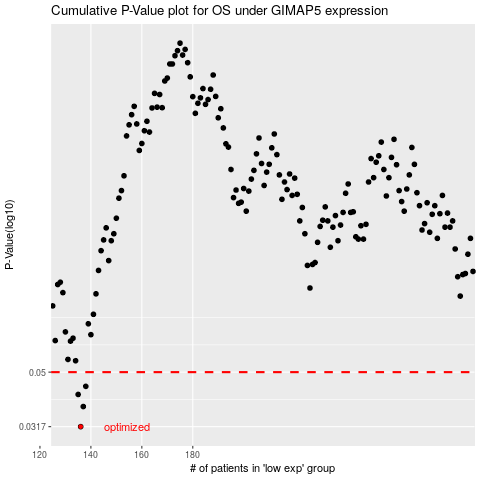 Cumulative P-Value plot for OS under GIMAP5 expression
P-Value(log10)
0.05
0.0317
optimized
120 140 160 180
# of patients in 'low exp' group